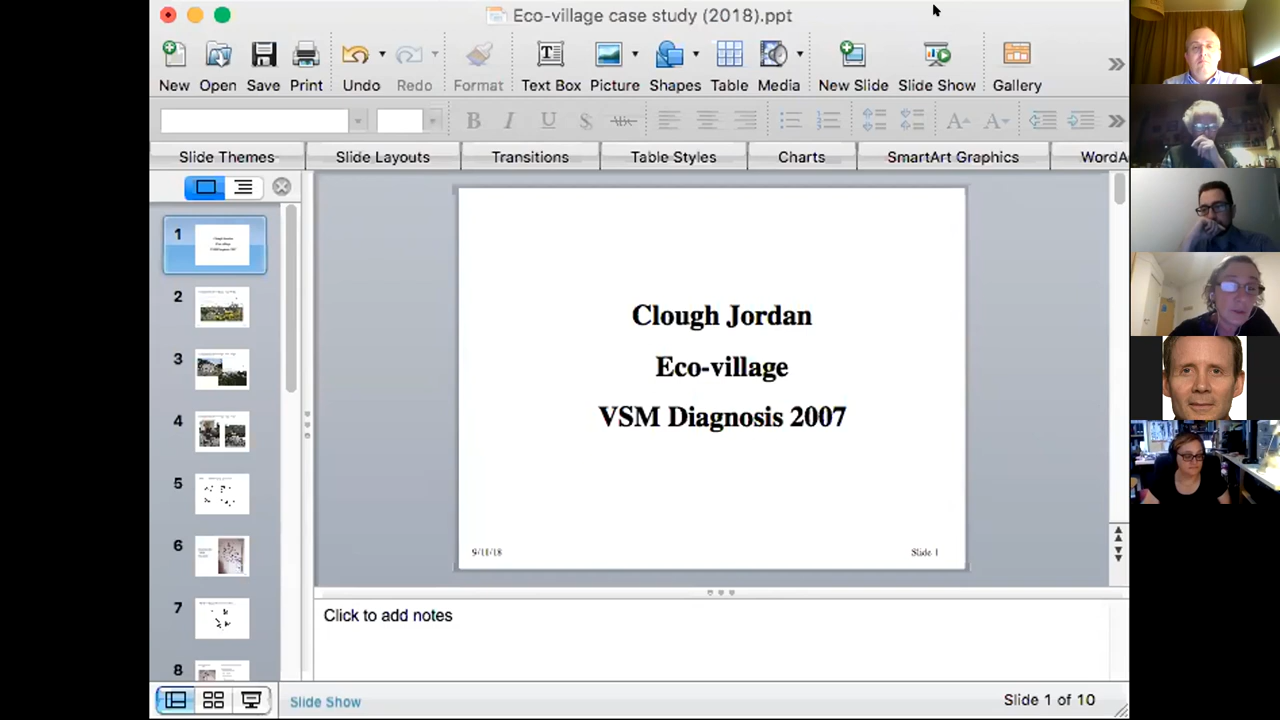 Eco-village case study (2018).ppt
New Open Save Print Undo Redo Format Text Box Picture Shapes Table Media New Slide Slide Show Gallery
B I U S ABC A A
Slide Themes Slide Layouts Transitions Table Styles Charts SmartArt Graphics WordA
1
2
3
4
5
6
7
8
Clough Jordan
Eco-village
VSM Diagnosis 2007
9/11/18 Slide 1
Click to add notes
Slide Show Slide 1 of 10